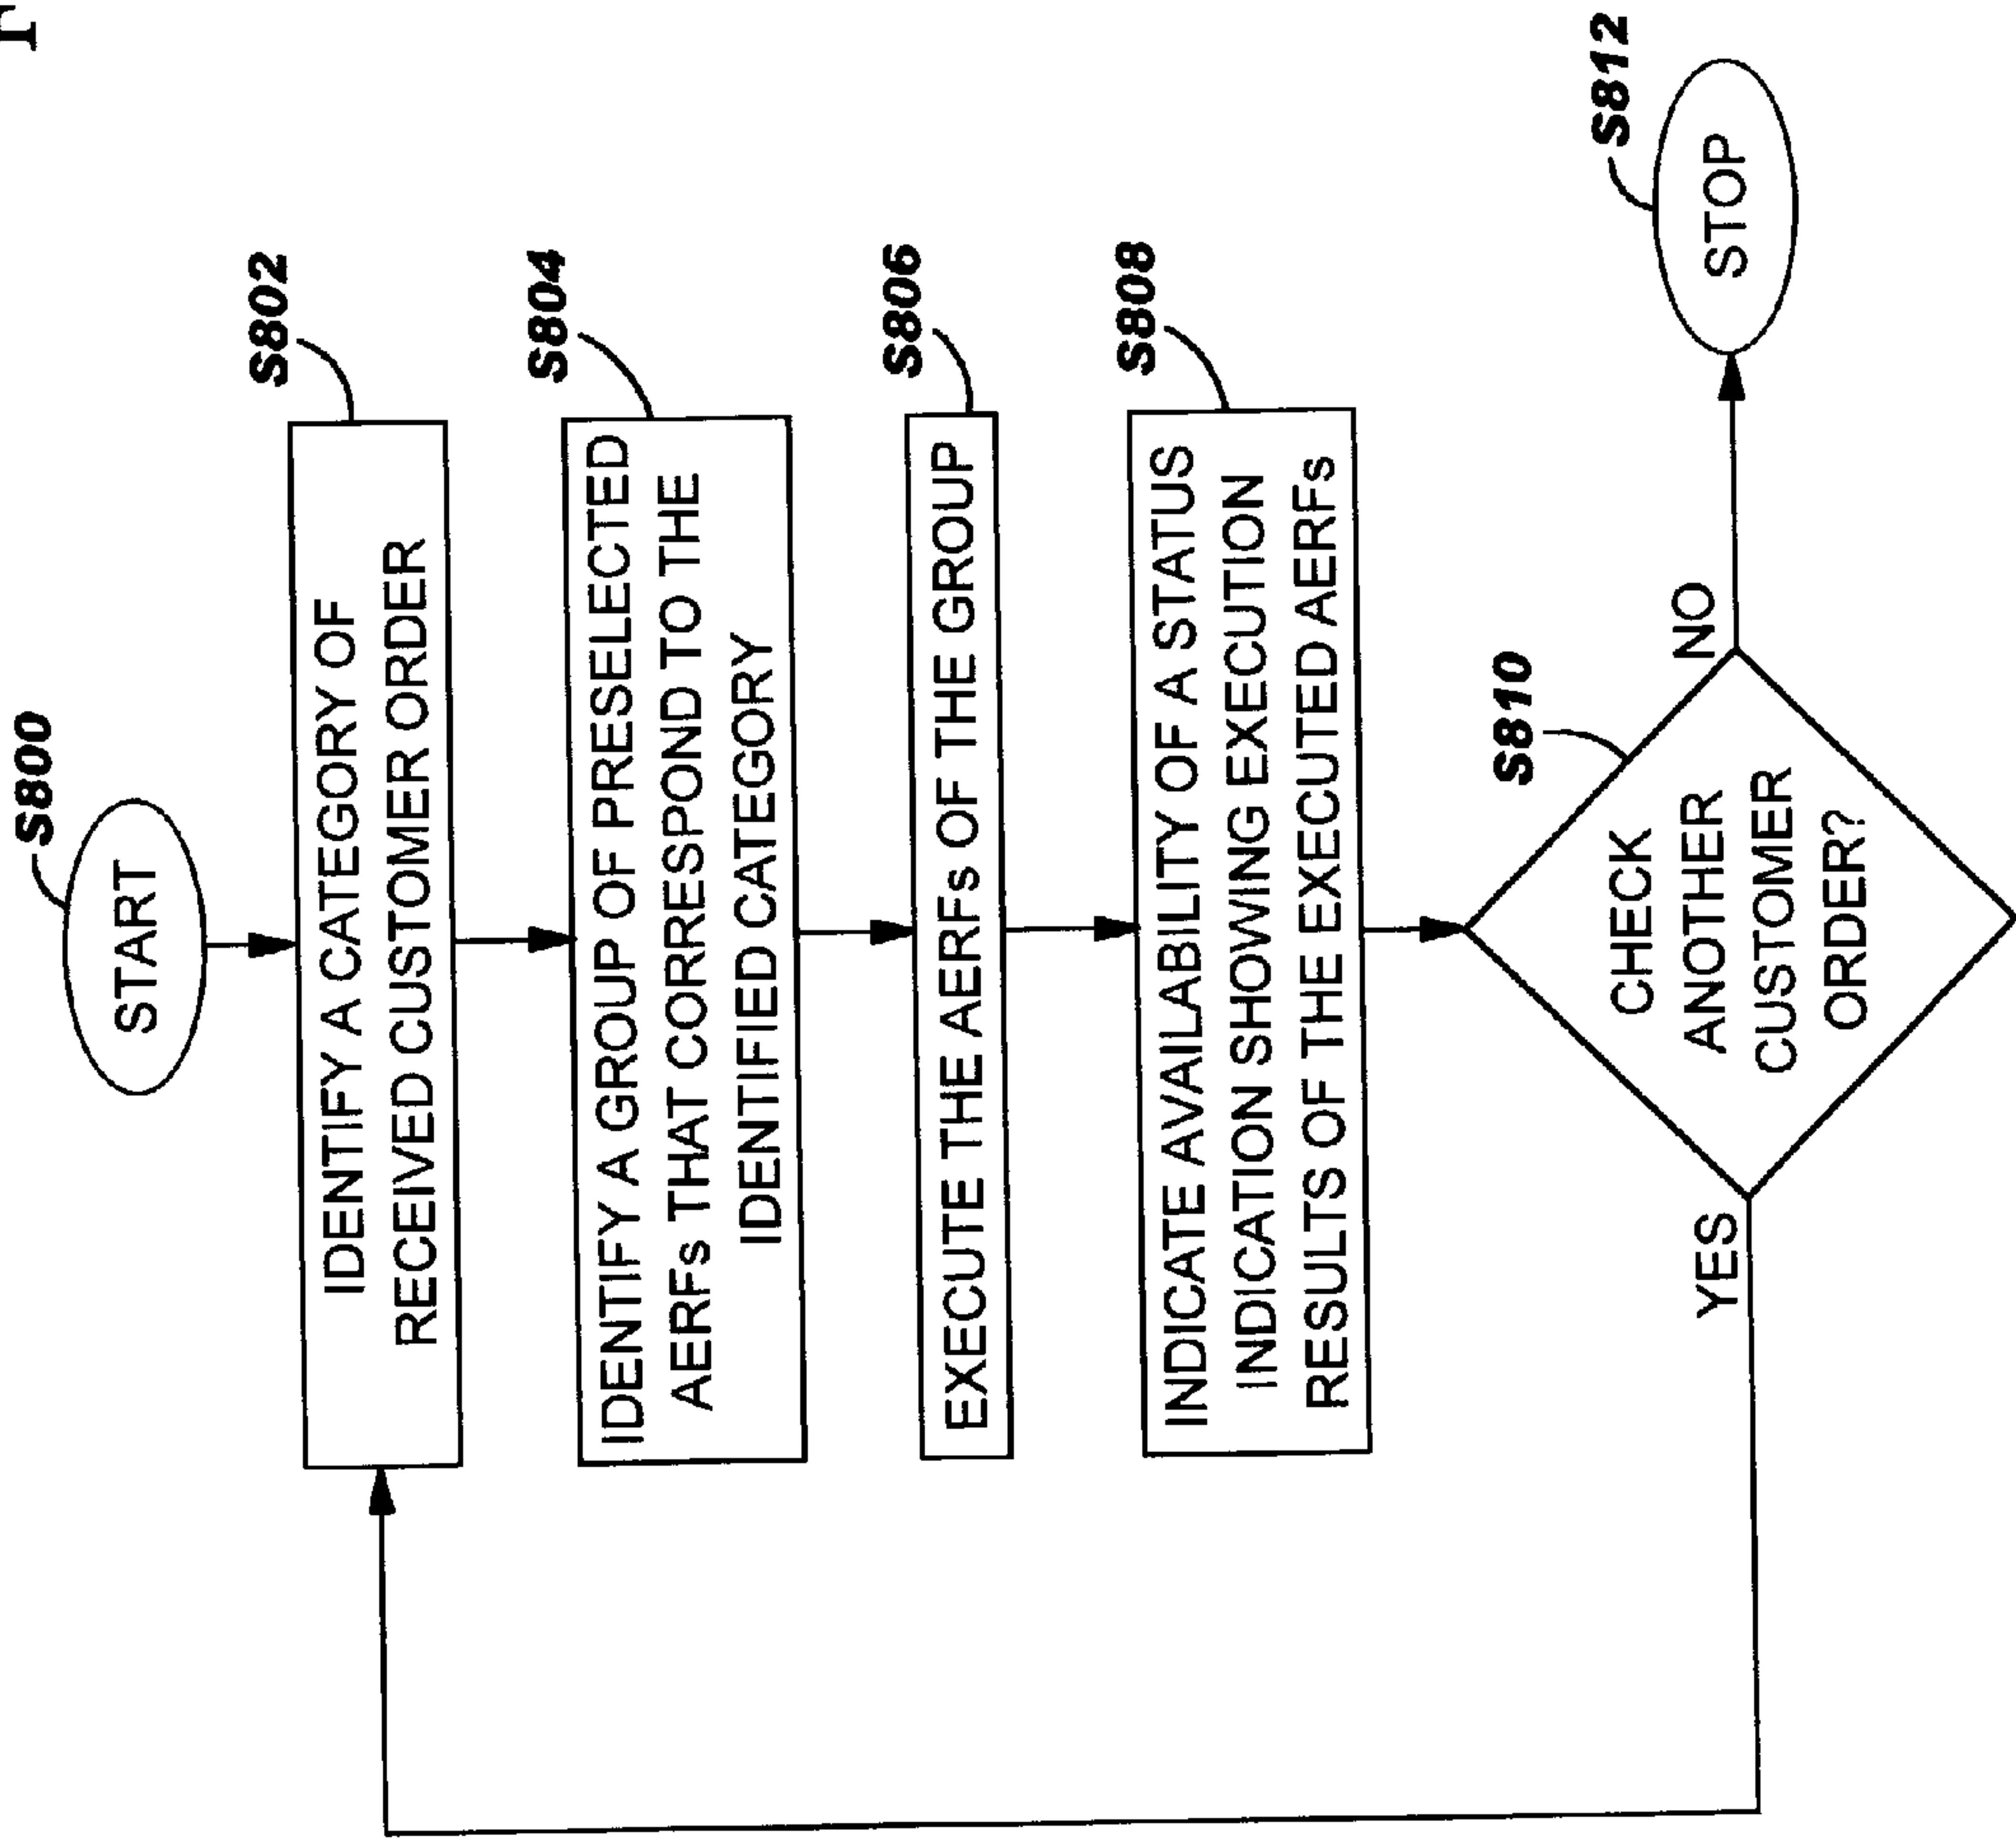 S800
START
S802
IDENTIFY A CATEGORY OF
RECEIVED CUSTOMER ORDER
S804
IDENTIFY A GROUP OF PRESELECTED
AERFs THAT CORRESPOND TO THE
IDENTIFIED CATEGORY
S806
EXECUTE THE AERFs OF THE GROUP
S808
INDICATE AVAILABILITY OF A STATUS
INDICATION SHOWING EXECUTION
RESULTS OF THE EXECUTED AERFs
S810
CHECK
ANOTHER
CUSTOMER
ORDER?
YES
NO
S812
STOP